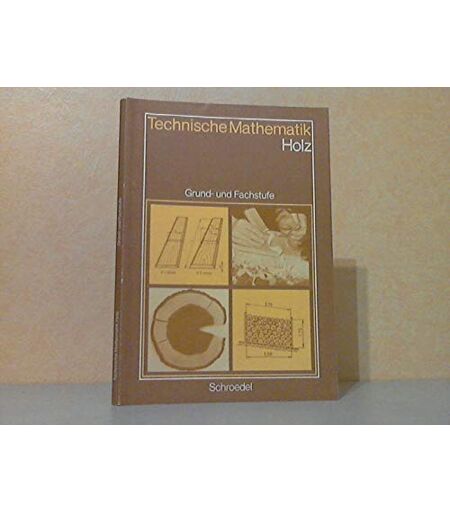 Technische Mathematik
Holz
Grund- und Fachstufe
Schroedel